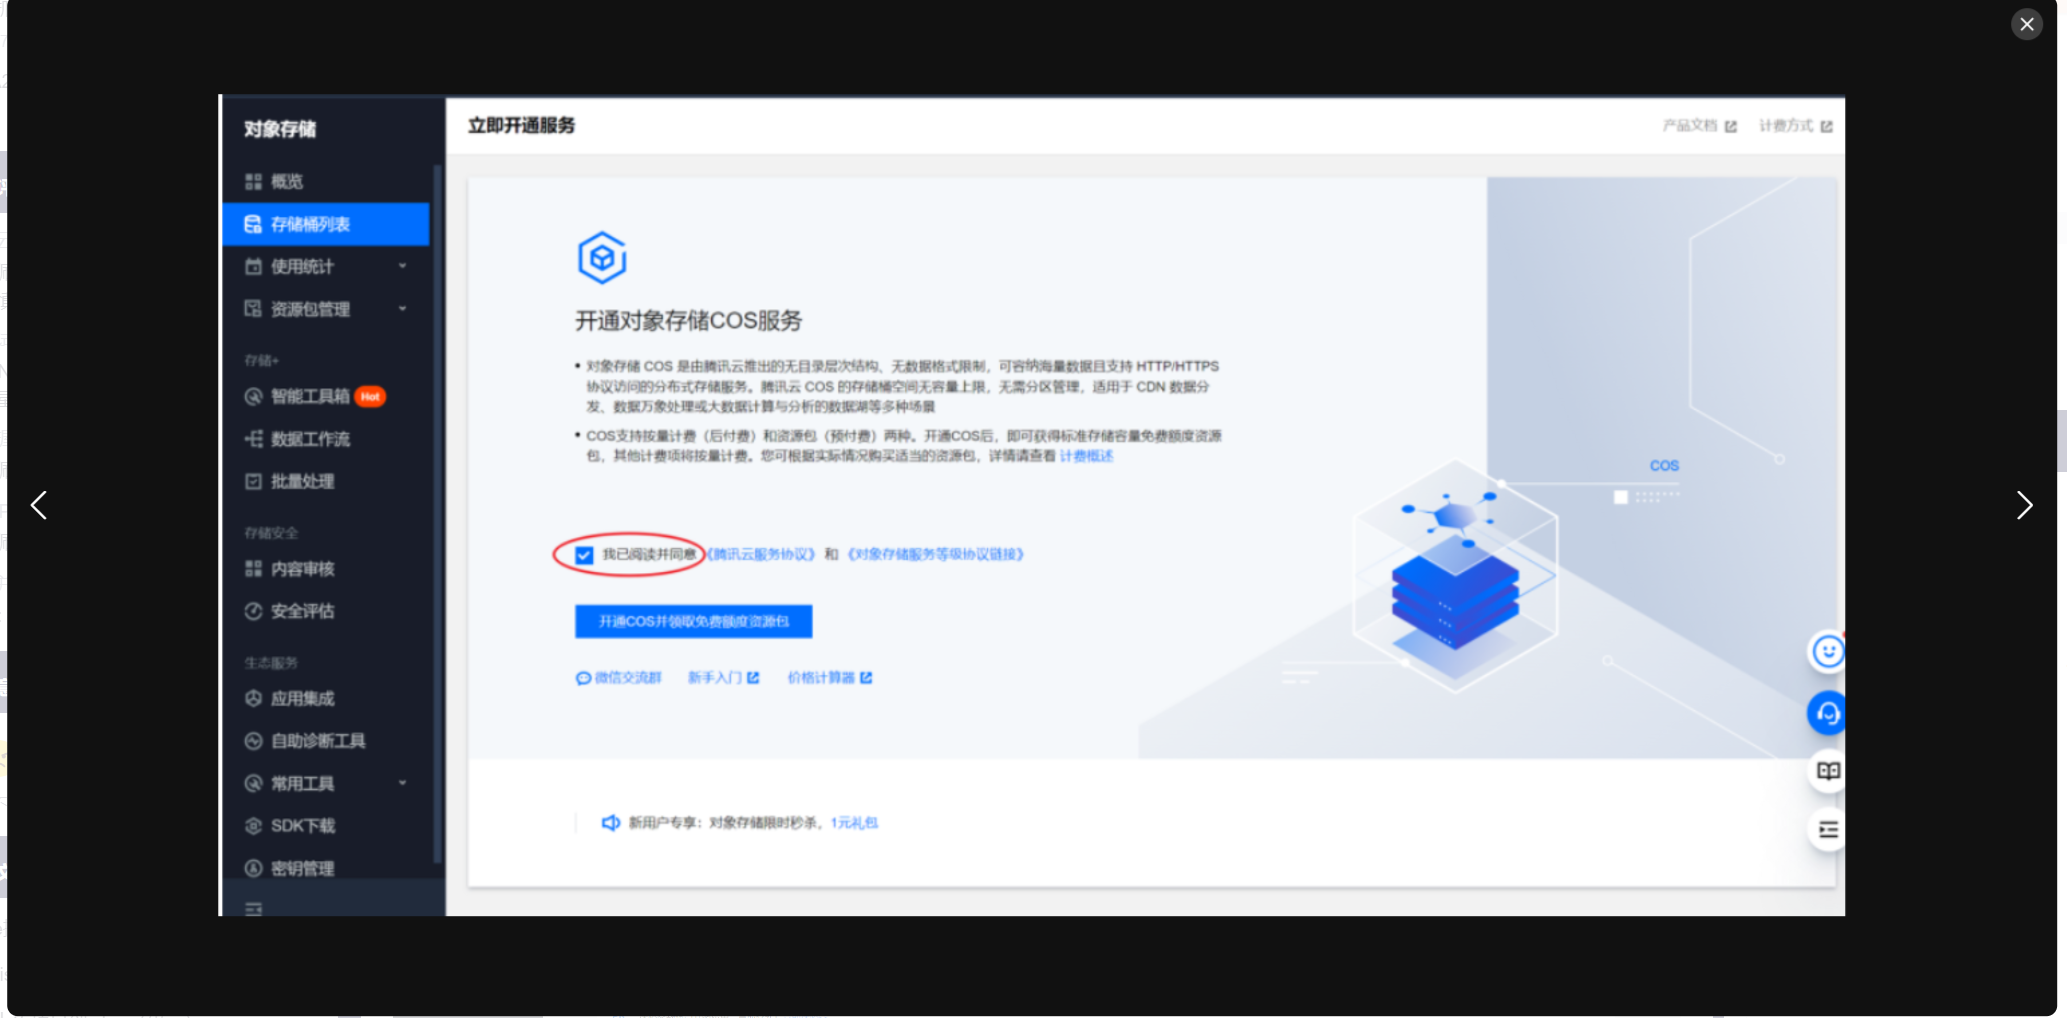 对象存储
概览
存储桶列表
使用统计
资源包管理
存储+
智能工具箱 Hot
数据工作流
批量处理
存储安全
内容审核
安全评估
生态服务
应用集成
自助诊断工具
常用工具
SDK下载
密钥管理
立即开通服务
产品文档 计费方式
开通对象存储COS服务
• 对象存储 COS 是由腾讯云推出的无目录层次结构、无数据格式限制，可容纳海量数据且支持 HTTP/HTTPS
协议访问的分布式存储服务。腾讯云 COS 的存储桶空间无容量上限，无需分区管理，适用于 CDN 数据分
发、数据万象处理或大数据计算与分析的数据湖等多种场景
• COS支持按量计费（后付费）和资源包（预付费）两种。开通COS后，即可获得标准存储容量免费额度资源
包，其他计费项将按量计费。您可根据实际情况购买适当的资源包，详情请查看 计费概述
COS
我已阅读并同意《腾讯云服务协议》 和 《对象存储服务等级协议链接》
开通COS并领取免费额度资源包
微信交流群 新手入门 价格计算器
新用户专享：对象存储限时秒杀，1元礼包